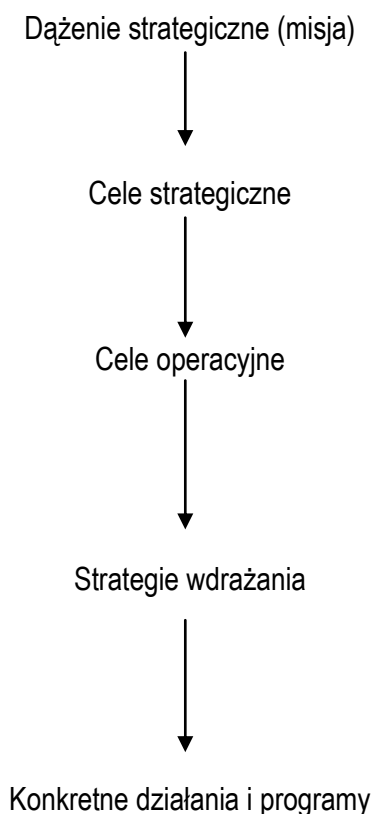 Dążenie strategiczne (misja)
Cele strategiczne
Cele operacyjne
Strategie wdrażania
Konkretne działania i programy